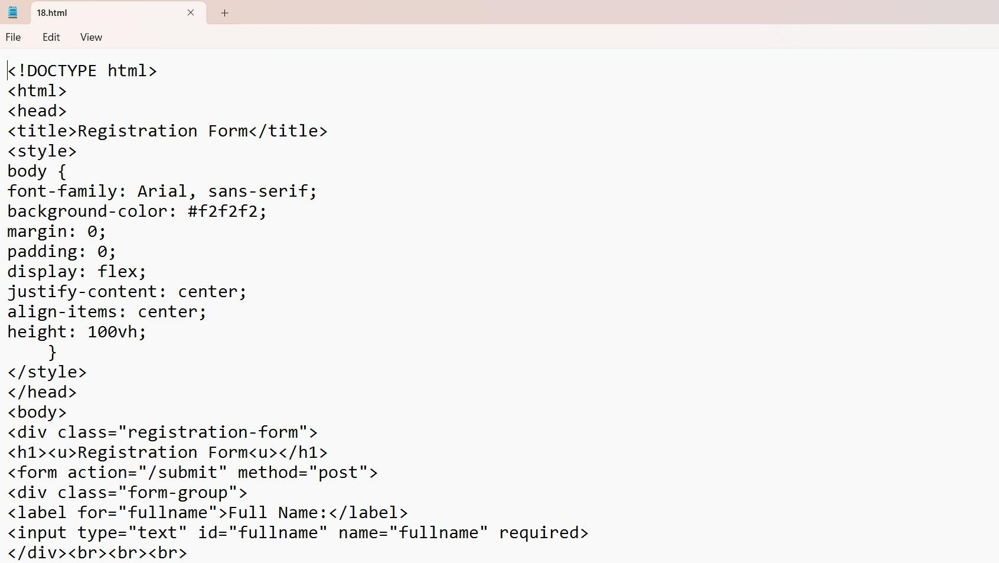 18.html
File Edit View
<!DOCTYPE html>
<html>
<head>
<title>Registration Form</title>
<style>
body {
font-family: Arial, sans-serif;
background-color: #f2f2f2;
margin: 0;
padding: 0;
display: flex;
justify-content: center;
align-items: center;
height: 100vh;
    }
</style>
</head>
<body>
<div class="registration-form">
<h1><u>Registration Form<u></h1>
<form action="/submit" method="post">
<div class="form-group">
<label for="fullname">Full Name:</label>
<input type="text" id="fullname" name="fullname" required>
</div><br><br><br>